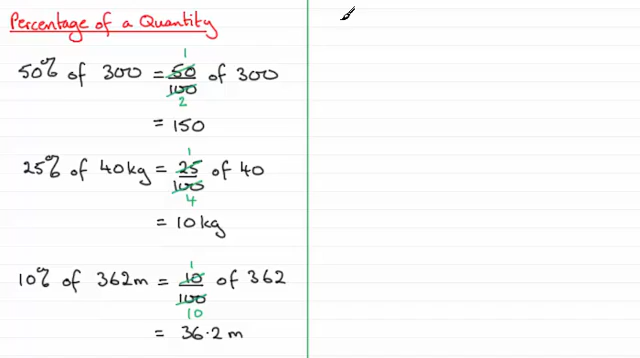 Percentage of a Quantity
50% of 300 = 50/100 of 300
1
2
= 150
25% of 40kg = 25/100 of 40
1
4
= 10kg
10% of 362m = 10/100 of 362
1
10
= 36.2 m